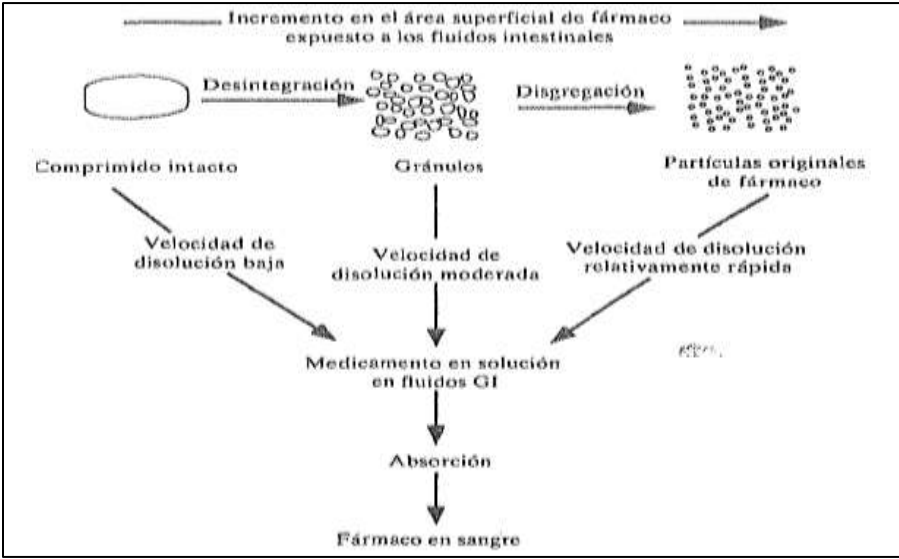 Incremento en el área superficial de fármaco
expuesto a los fluidos intestinales
Desintegración
Disgregación
Comprimido intacto
Gránulos
Partículas originales
de fármaco
Velocidad de
disolución baja
Velocidad de
disolución moderada
Velocidad de disolución
relativamente rápida
Medicamento en solución
en fluidos GI
Absorción
Fármaco en sangre